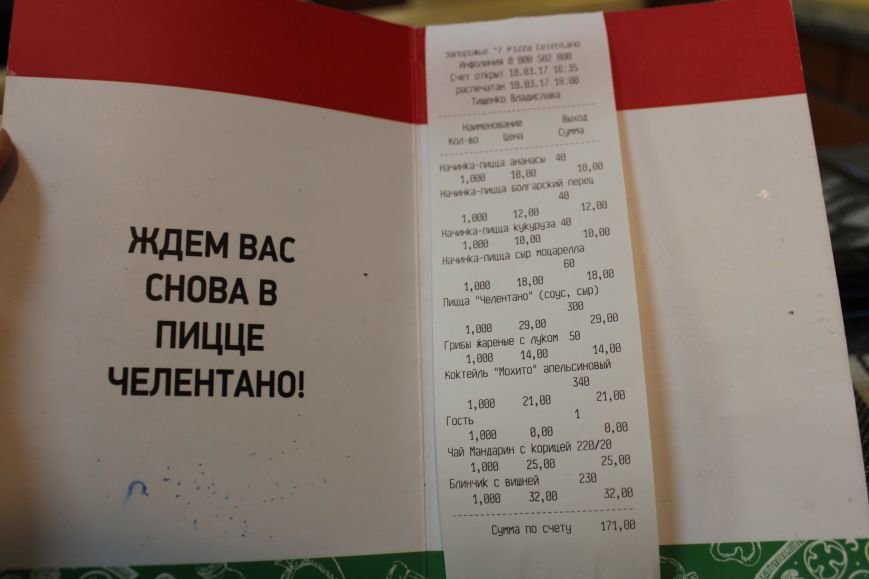 ЖДЕМ ВАС
СНОВА В
ПИЦЦЕ
ЧЕЛЕНТАНО!
запорожье "7 Pizza Celentano
Инфолиния 0 800 502 800
Счет открыт 18.03.17 16:35
распечатан 18.03.17 18:00
Тищенко Владислава
Наименование Выход
Кол-во Цена Сумма
Начинка-пицца ананасы 40
1,000 10,00 10,00
Начинка-пицца болгарский перец
40
1,000 12,00 12,00
Начинка-пицца кукуруза 40
1,000 10,00 10,00
Начинка-пицца сыр моцарелла
60
1,000 18,00 18,00
Пицца "Челентано" (соус, сыр)
300
1,000 29,00 29,00
Грибы жареные с луком 50
1,000 14,00 14,00
Коктейль "Мохито" апельсиновый
340
1,000 21,00 21,00
Гость 1
1,000 0,00 0,00
Чай Мандарин с корицей 220/20
1,000 25,00 25,00
Блинчик с вишней 230
1,000 32,00 32,00
Сумма по счету 171,00